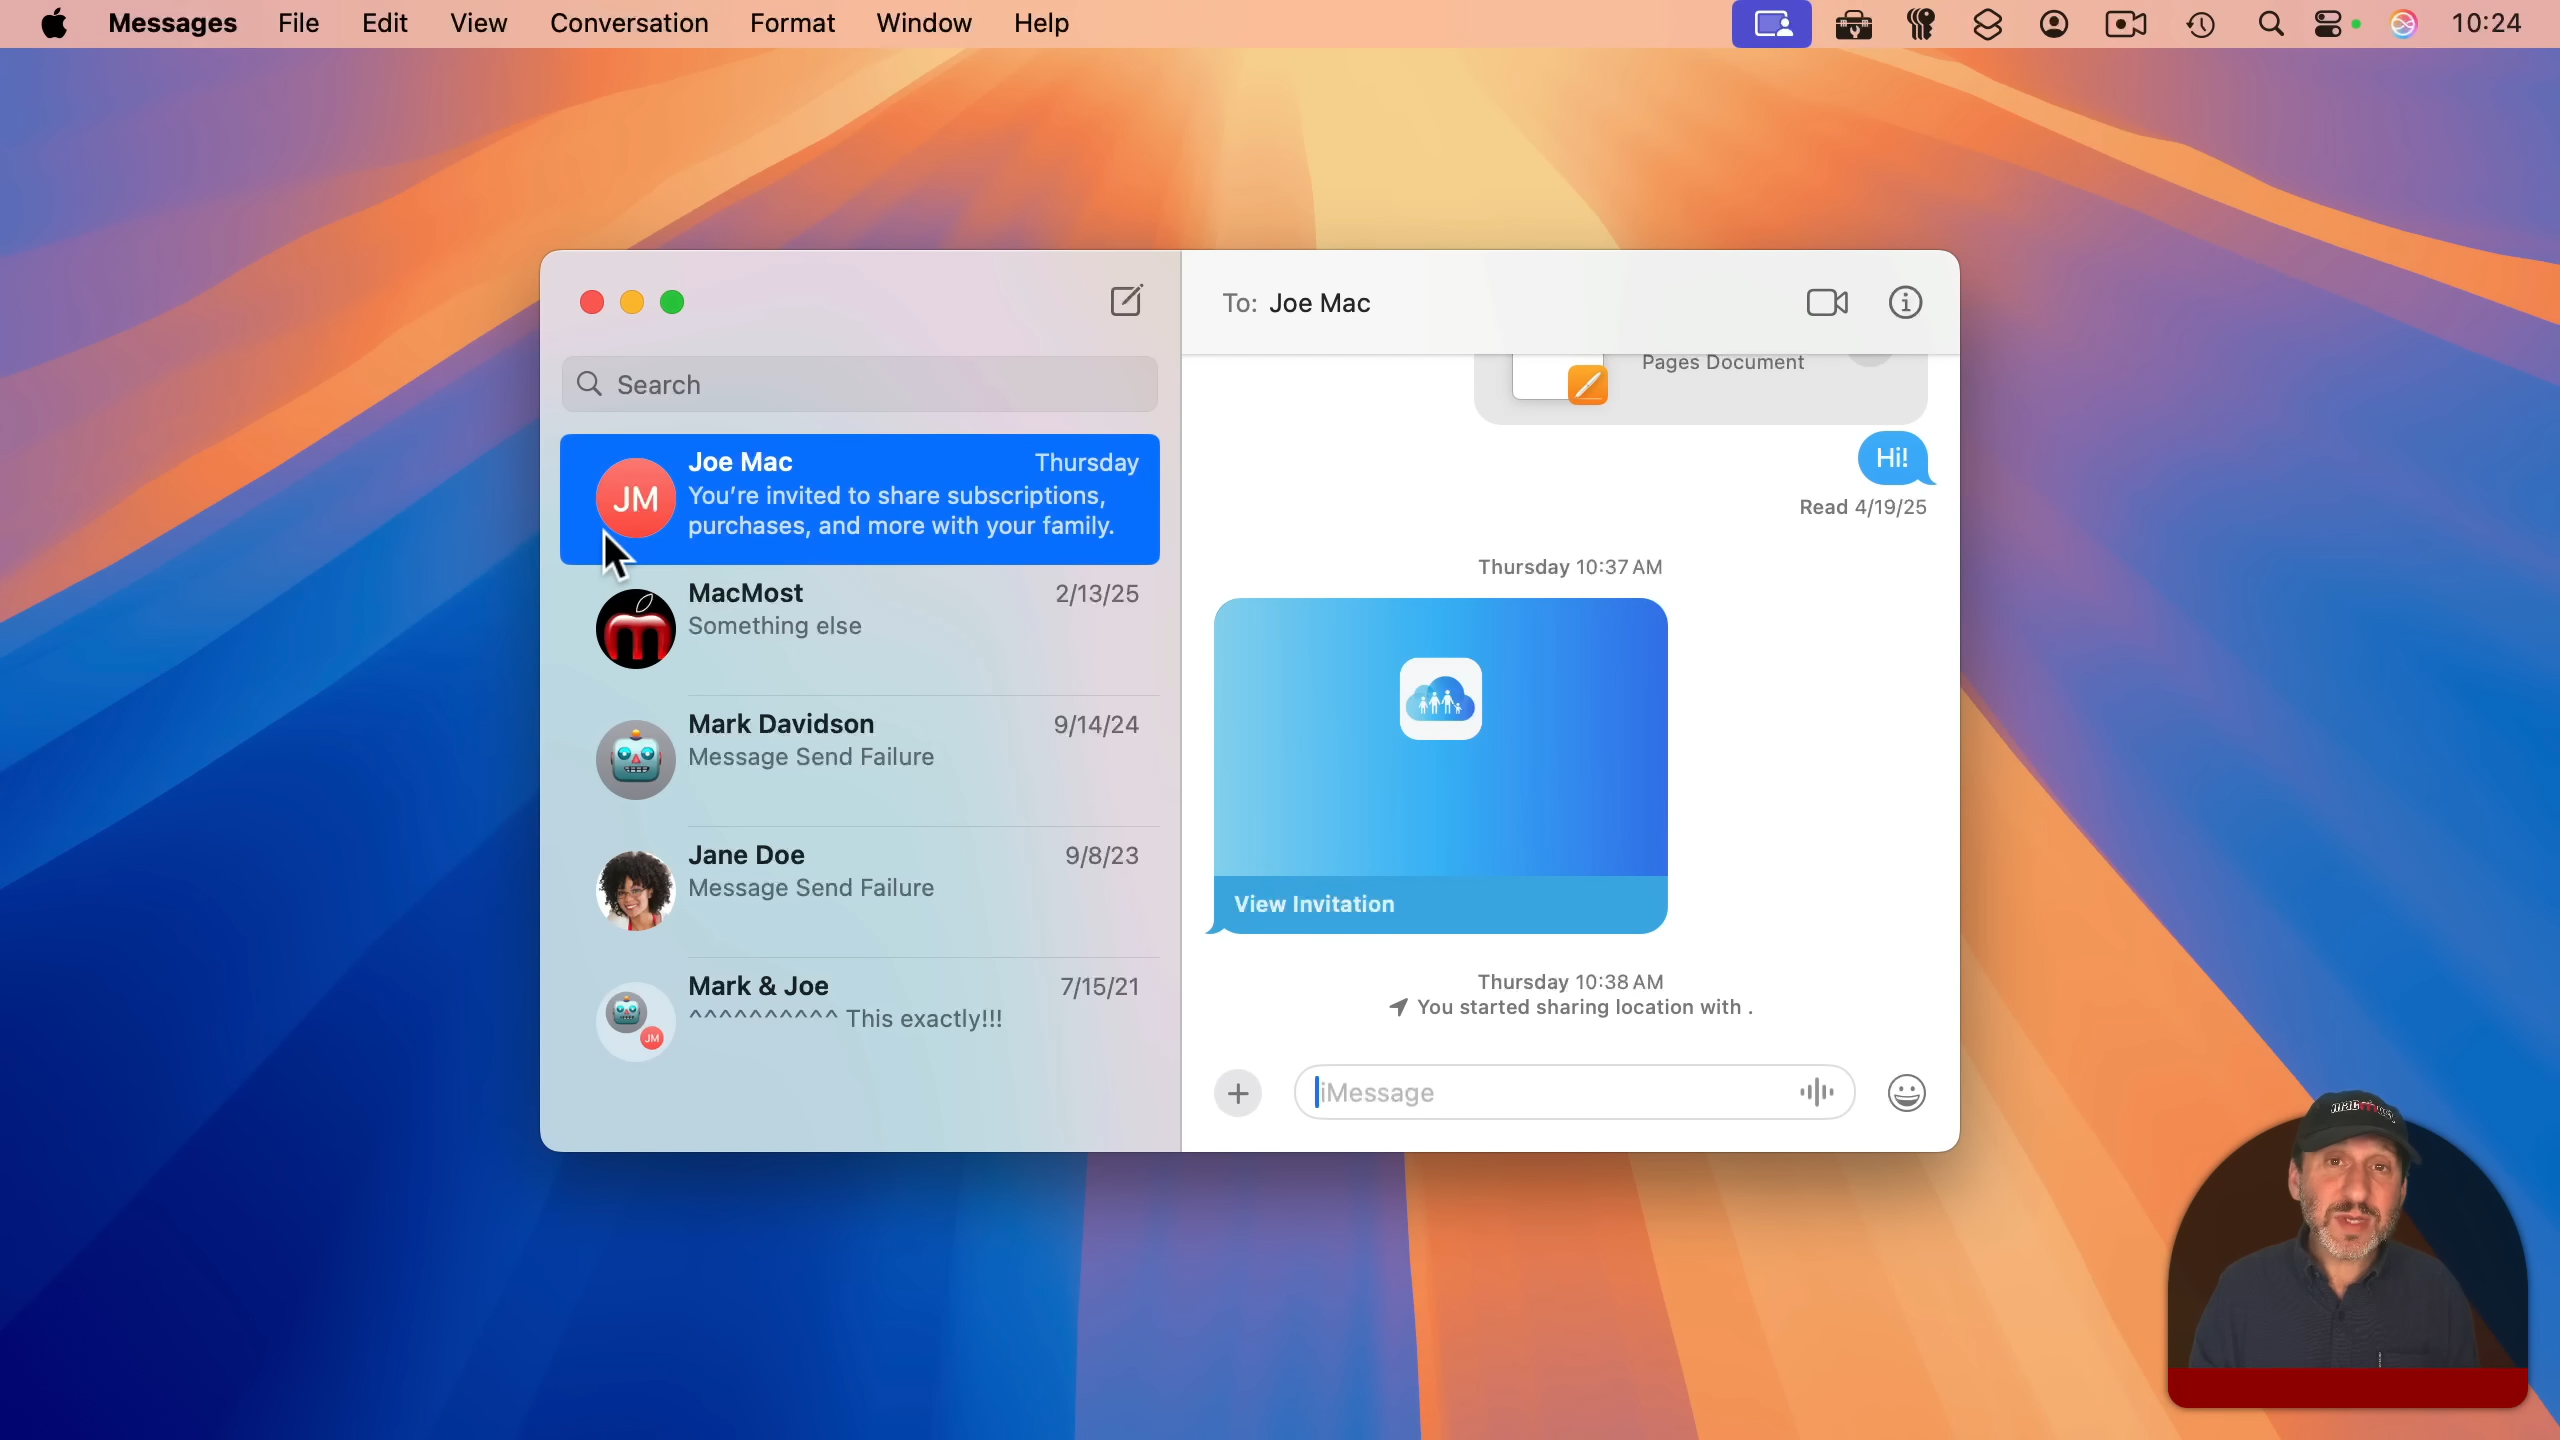 Messages File Edit View Conversation Format Window Help 10:24
Search
Joe Mac Thursday
JM
You're invited to share subscriptions,
purchases, and more with your family.
MacMost 2/13/25
Something else
Mark Davidson 9/14/24
Message Send Failure
Jane Doe 9/8/23
Message Send Failure
Mark & Joe 7/15/21
^^^^^^^^^^ This exactly!!!
JM
To: Joe Mac
Pages Document
Hi!
Read 4/19/25
Thursday 10:37 AM
View Invitation
Thursday 10:38 AM
You started sharing location with .
iMessage